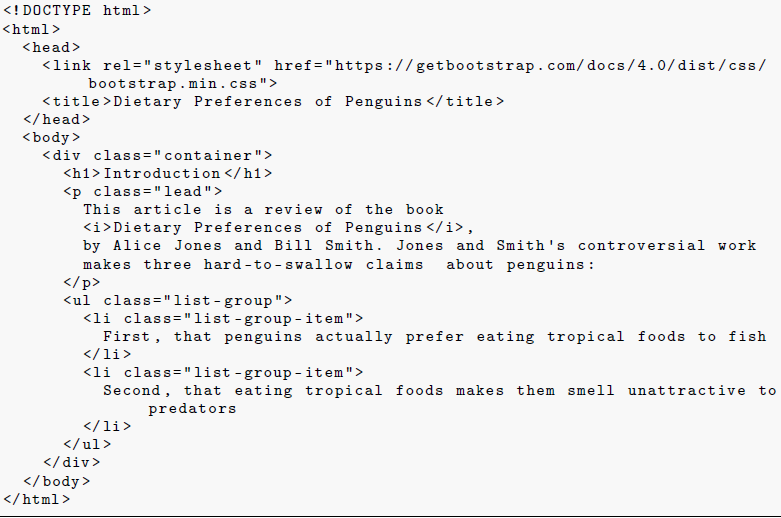 <!DOCTYPE html>
<html>
  <head>
    <link rel="stylesheet" href="https://getbootstrap.com/docs/4.0/dist/css/
        bootstrap.min.css">
    <title>Dietary Preferences of Penguins</title>
  </head>
  <body>
    <div class="container">
      <h1>Introduction</h1>
      <p class="lead">
        This article is a review of the book
        <i>Dietary Preferences of Penguins</i>,
        by Alice Jones and Bill Smith. Jones and Smith's controversial work
        makes three hard-to-swallow claims  about penguins:
      </p>
      <ul class="list-group">
        <li class="list-group-item">
          First, that penguins actually prefer eating tropical foods to fish
        </li>
        <li class="list-group-item">
          Second, that eating tropical foods makes them smell unattractive to
              predators
        </li>
      </ul>
    </div>
  </body>
</html>